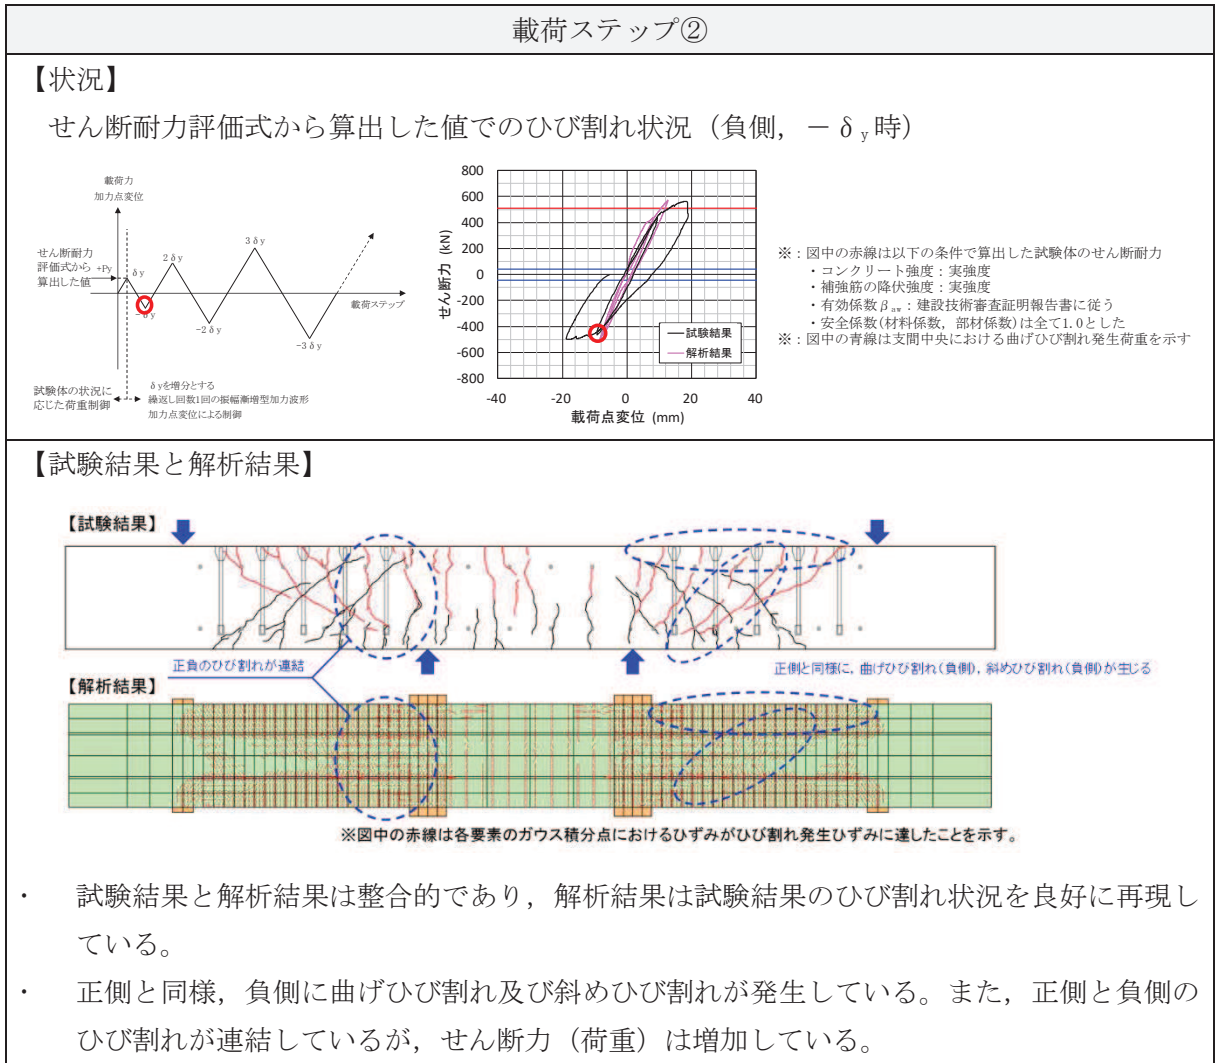 載荷ステップ②
【状況】
せん断耐力評価式から算出した値でのひび割れ状況（負側，－δy時）
載荷力
加力点変位
せん断耐力
評価式から
算出した値
+Py
δy
2δy
3δy
-δy
-2δy
-3δy
載荷ステップ
試験体の状況に
応じた荷重制御
δyを増分とする
繰返し回数1回の振幅漸増型加力波形
加力点変位による制御
800
600
400
200
0
-200
-400
-600
-800
せん断力 (kN)
-40
-20
0
20
40
載荷点変位 (mm)
試験結果
解析結果
※：図中の赤線は以下の条件で算出した試験体のせん断耐力
・コンクリート強度：実強度
・補強筋の降伏強度：実強度
・有効係数βaw：建設技術審査証明報告書に従う
・安全係数(材料係数，部材係数)は全て1.0とした
※：図中の青線は支間中央における曲げひび割れ発生荷重を示す
【試験結果と解析結果】
【試験結果】
正負のひび割れが連結
正側と同様に，曲げひび割れ(負側)，斜めひび割れ(負側)が生じる
【解析結果】
※図中の赤線は各要素のガウス積分点におけるひずみがひび割れ発生ひずみに達したことを示す。
・ 試験結果と解析結果は整合的であり，解析結果は試験結果のひび割れ状況を良好に再現し
ている。
・ 正側と同様，負側に曲げひび割れ及び斜めひび割れが発生している。また，正側と負側の
ひび割れが連結しているが，せん断力（荷重）は増加している。